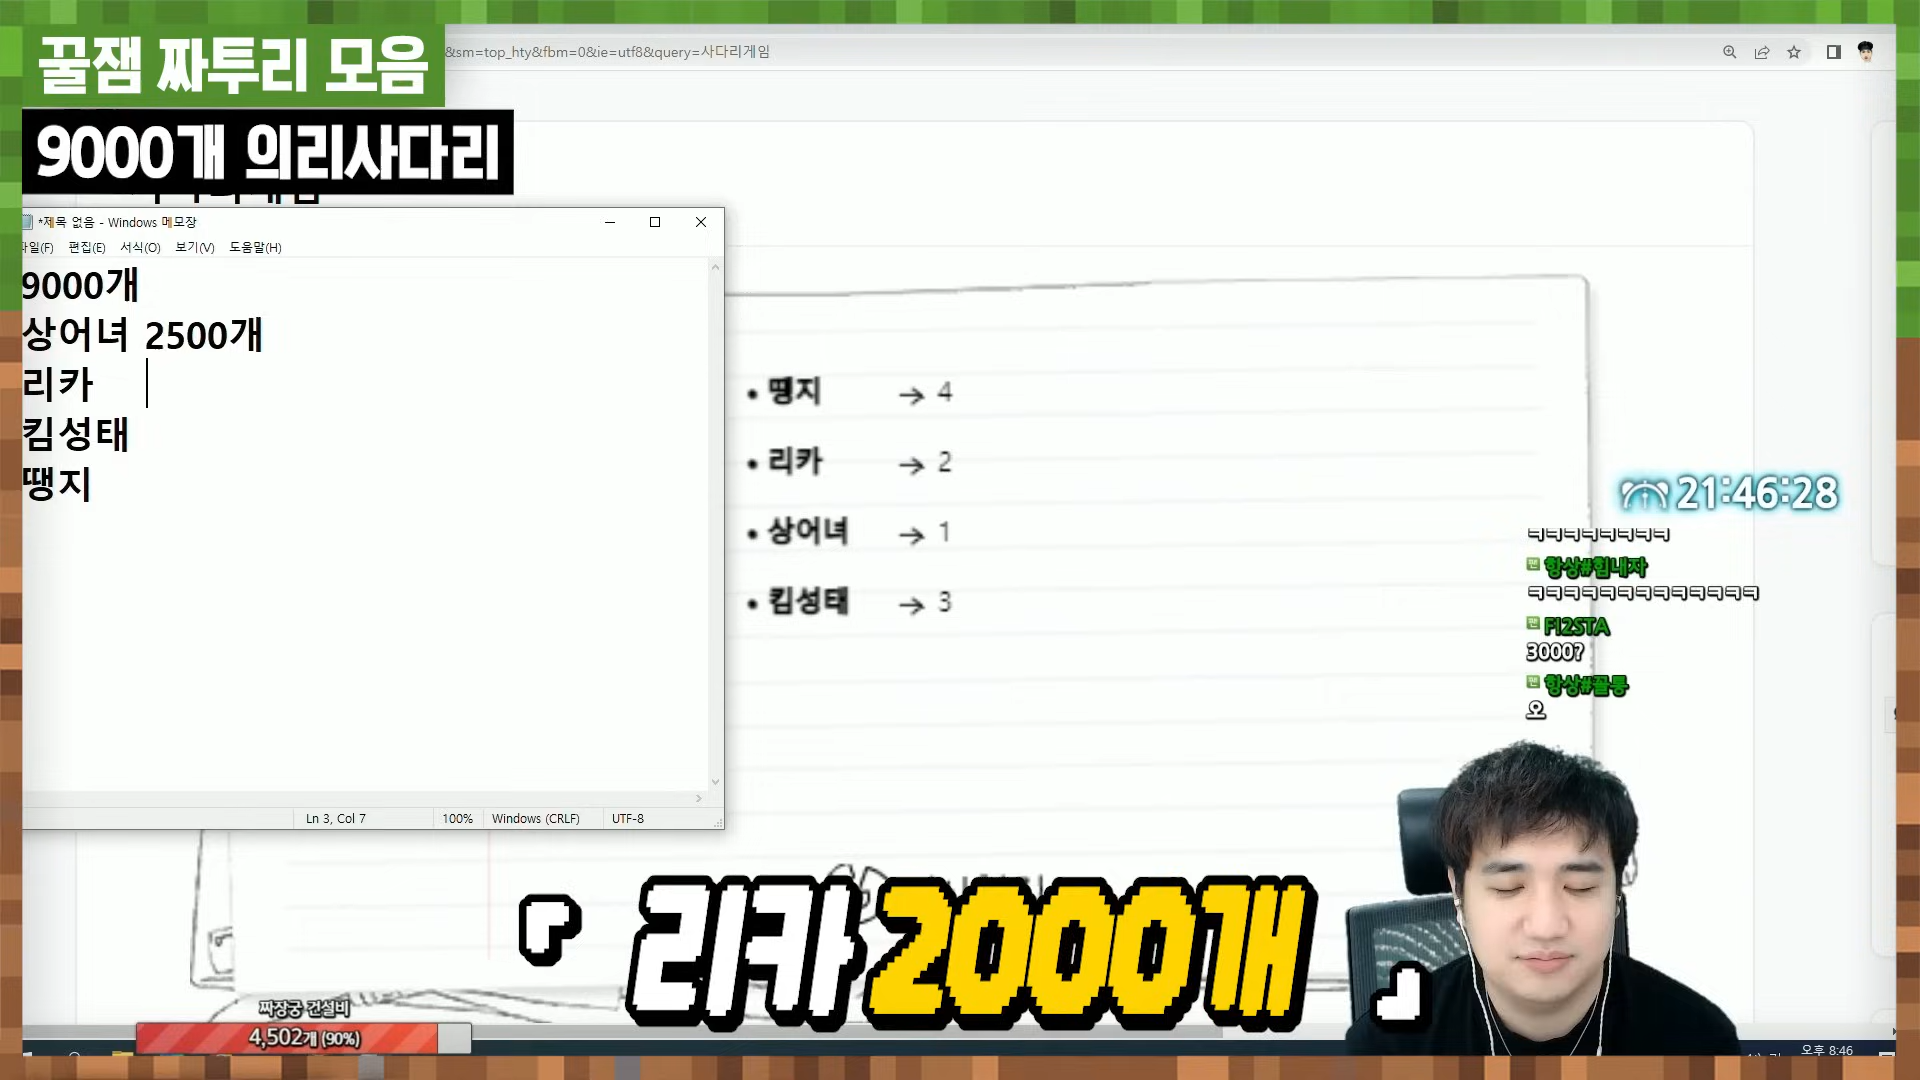 꿀잼 짜투리 모음
9000개 의리사다리
&sm=top_hty&fbm=0&ie=utf8&query=사다리게임
*제목 없음 - Windows 메모장
편집(E) 서식(O) 보기(V) 도움말(H)
9000개
상어녀 2500개
리카
킴성태
땡지
Ln 3, Col 7 100% Windows (CRLF) UTF-8
• 땡지 → 4
• 리카 → 2
• 상어녀 → 1
• 킴성태 → 3
21:46:28
ㅋㅋㅋㅋㅋㅋㅋㅋ
팬 항상#힘내자
ㅋㅋㅋㅋㅋㅋㅋㅋㅋㅋㅋㅋㅋ
팬 FI2STA
3000?
팬 항상#꼴통
오
「 리카 2000개 」
짜장궁 건설비
4,502개 (90%)
오후 8:46